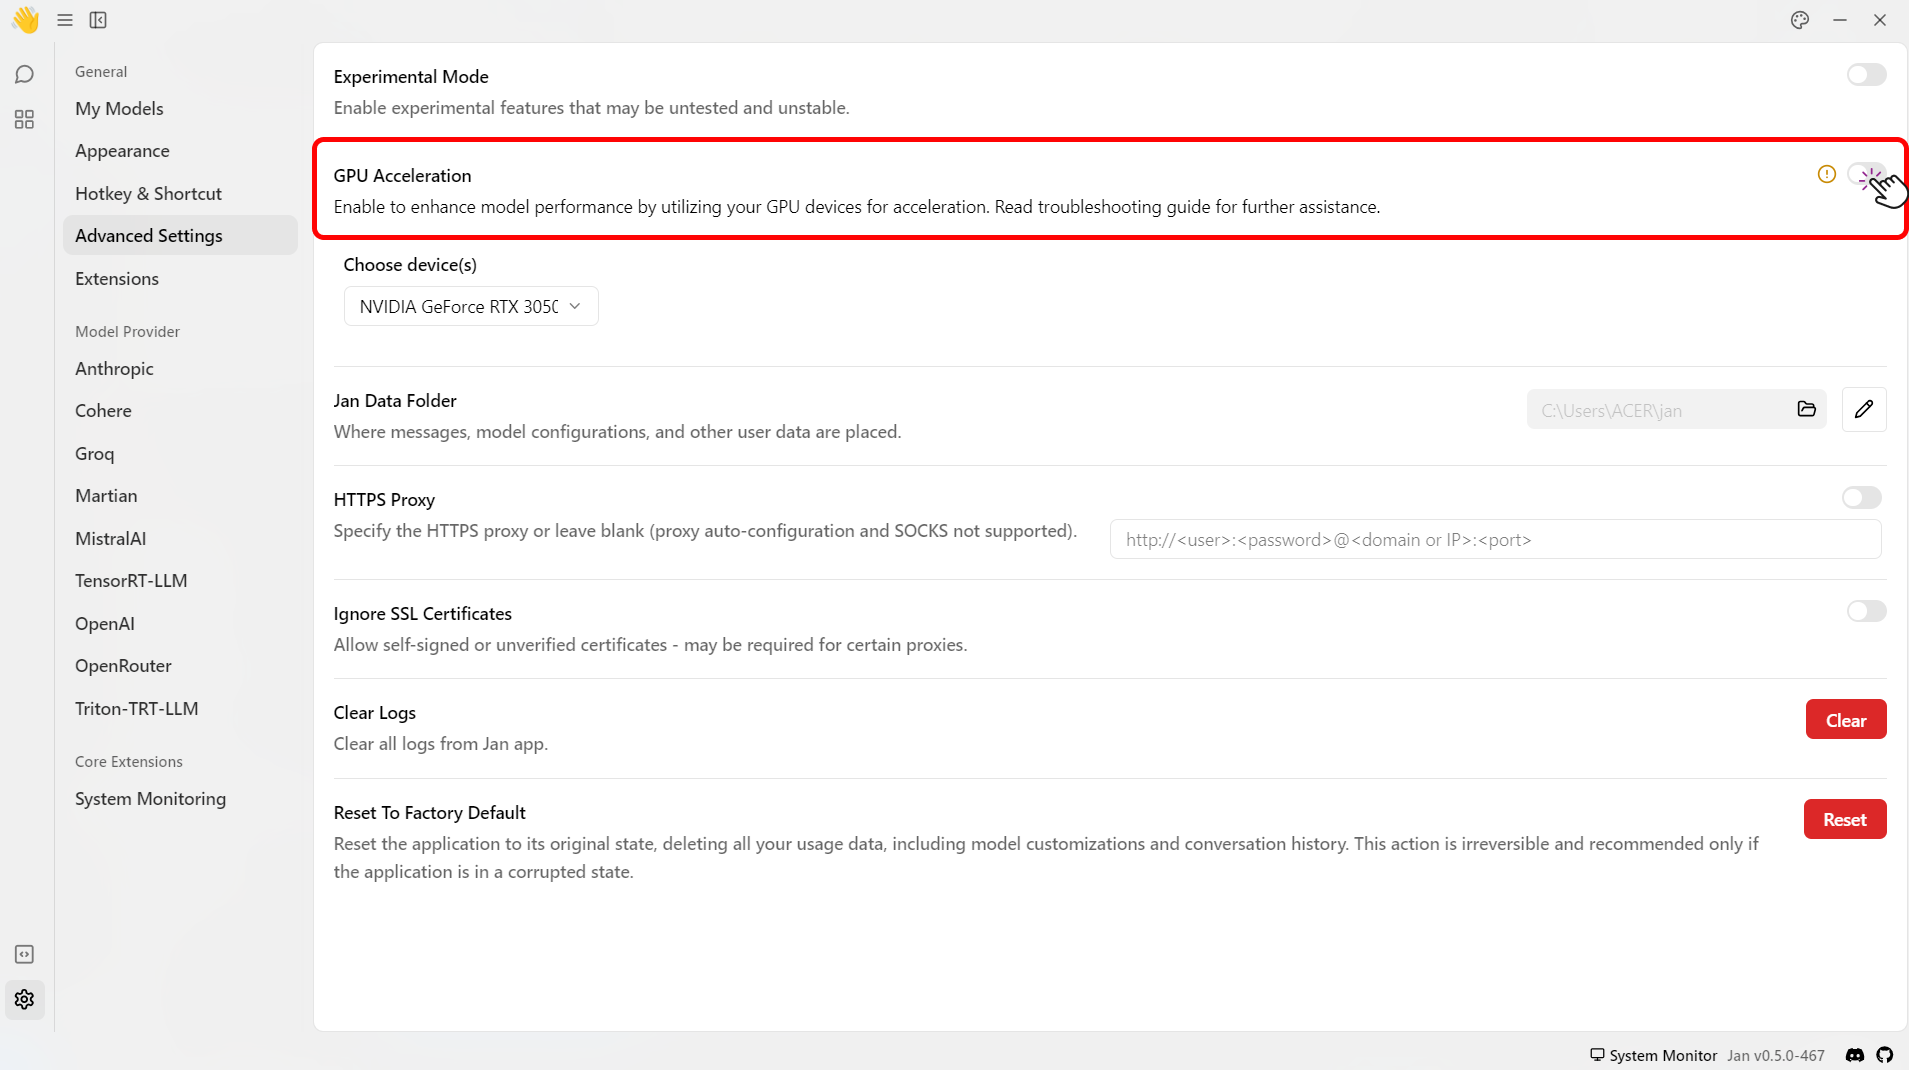 General
My Models
Appearance
Hotkey & Shortcut
Advanced Settings
Extensions
Model Provider
Anthropic
Cohere
Groq
Martian
MistralAI
TensorRT-LLM
OpenAI
OpenRouter
Triton-TRT-LLM
Core Extensions
System Monitoring
Experimental Mode
Enable experimental features that may be untested and unstable.
GPU Acceleration
Enable to enhance model performance by utilizing your GPU devices for acceleration. Read troubleshooting guide for further assistance.
Choose device(s)
NVIDIA GeForce RTX 3050
Jan Data Folder
Where messages, model configurations, and other user data are placed.
C:\Users\ACER\jan
HTTPS Proxy
Specify the HTTPS proxy or leave blank (proxy auto-configuration and SOCKS not supported).
http://<user>:<password>@<domain or IP>:<port>
Ignore SSL Certificates
Allow self-signed or unverified certificates - may be required for certain proxies.
Clear Logs
Clear all logs from Jan app.
Clear
Reset To Factory Default
Reset the application to its original state, deleting all your usage data, including model customizations and conversation history. This action is irreversible and recommended only if
the application is in a corrupted state.
Reset
System Monitor Jan v0.5.0-467